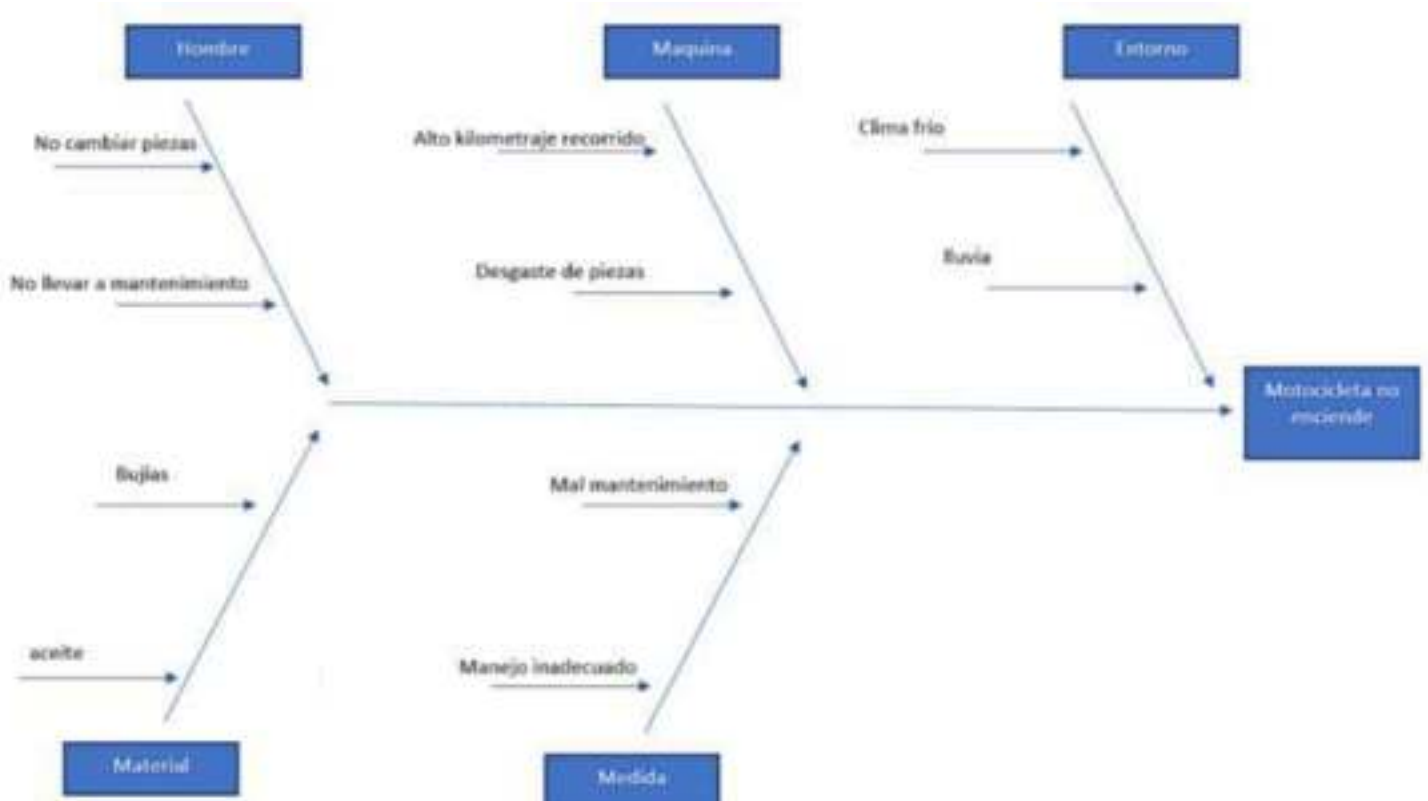 Hombre
Maquina
Entorno
No cambiar piezas
Alto kilometraje recorrido
Clima frio
No llevar a mantenimiento
Desgaste de piezas
lluvia
Motocicleta no
enciende
Bujias
Mal mantenimiento
aceite
Manejo inadecuado
Material
Medida